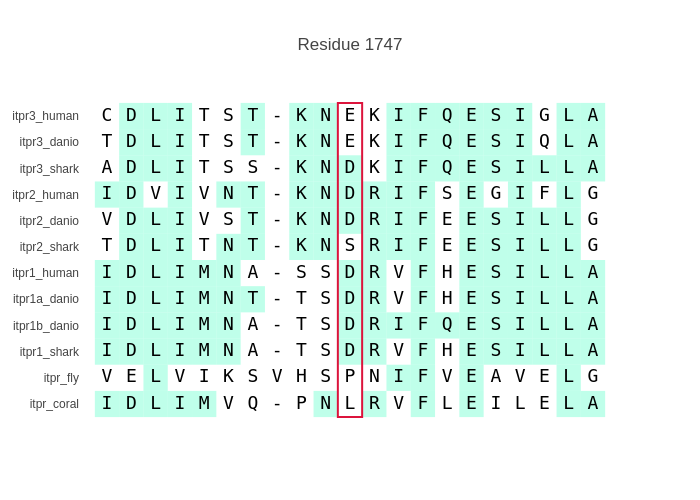 Residue 1747
itpr3_human C D L I T S T - K N E K I F Q E S I G L A
itpr3_danio T D L I T S T - K N E K I F Q E S I Q L A
itpr3_shark A D L I T S S - K N D K I F Q E S I L L A
itpr2_human I D V I V N T - K N D R I F S E G I F L G
itpr2_danio V D L I V S T - K N D R I F E E S I L L G
itpr2_shark T D L I T N T - K N S R I F E E S I L L G
itpr1_human I D L I M N A - S S D R V F H E S I L L A
itpr1a_danio I D L I M N T - T S D R V F H E S I L L A
itpr1b_danio I D L I M N A - T S D R I F Q E S I L L A
itpr1_shark I D L I M N A - T S D R V F H E S I L L A
itpr_fly V E L V I K S V H S P N I F V E A V E L G
itpr_coral I D L I M V Q - P N L R V F L E I L E L A